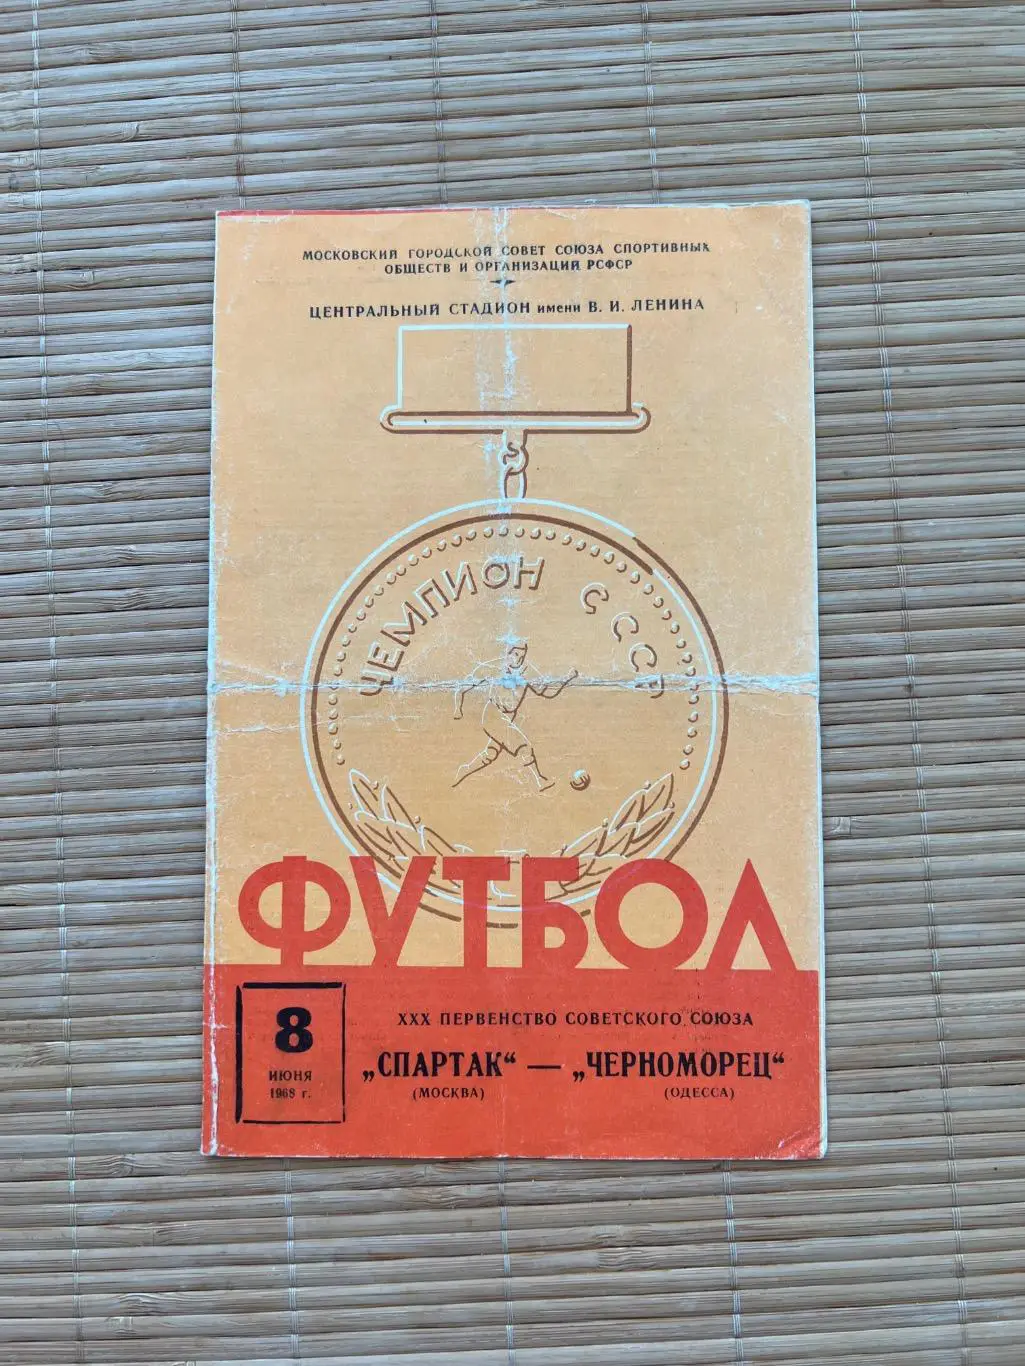 МОСКОВСКИЙ ГОРОДСКОЙ СОВЕТ СОЮЗА СПОРТИВНЫХ
ОБЩЕСТВ И ОРГАНИЗАЦИЙ РСФСР
ЦЕНТРАЛЬНЫЙ СТАДИОН имени В. И. ЛЕНИНА
ЧЕМПИОН СССР
ФУТБОЛ
8
ИЮНЯ
1968 г.
XXX ПЕРВЕНСТВО СОВЕТСКОГО СОЮЗА
„СПАРТАК“ — „ЧЕРНОМОРЕЦ“
(МОСКВА) (ОДЕССА)